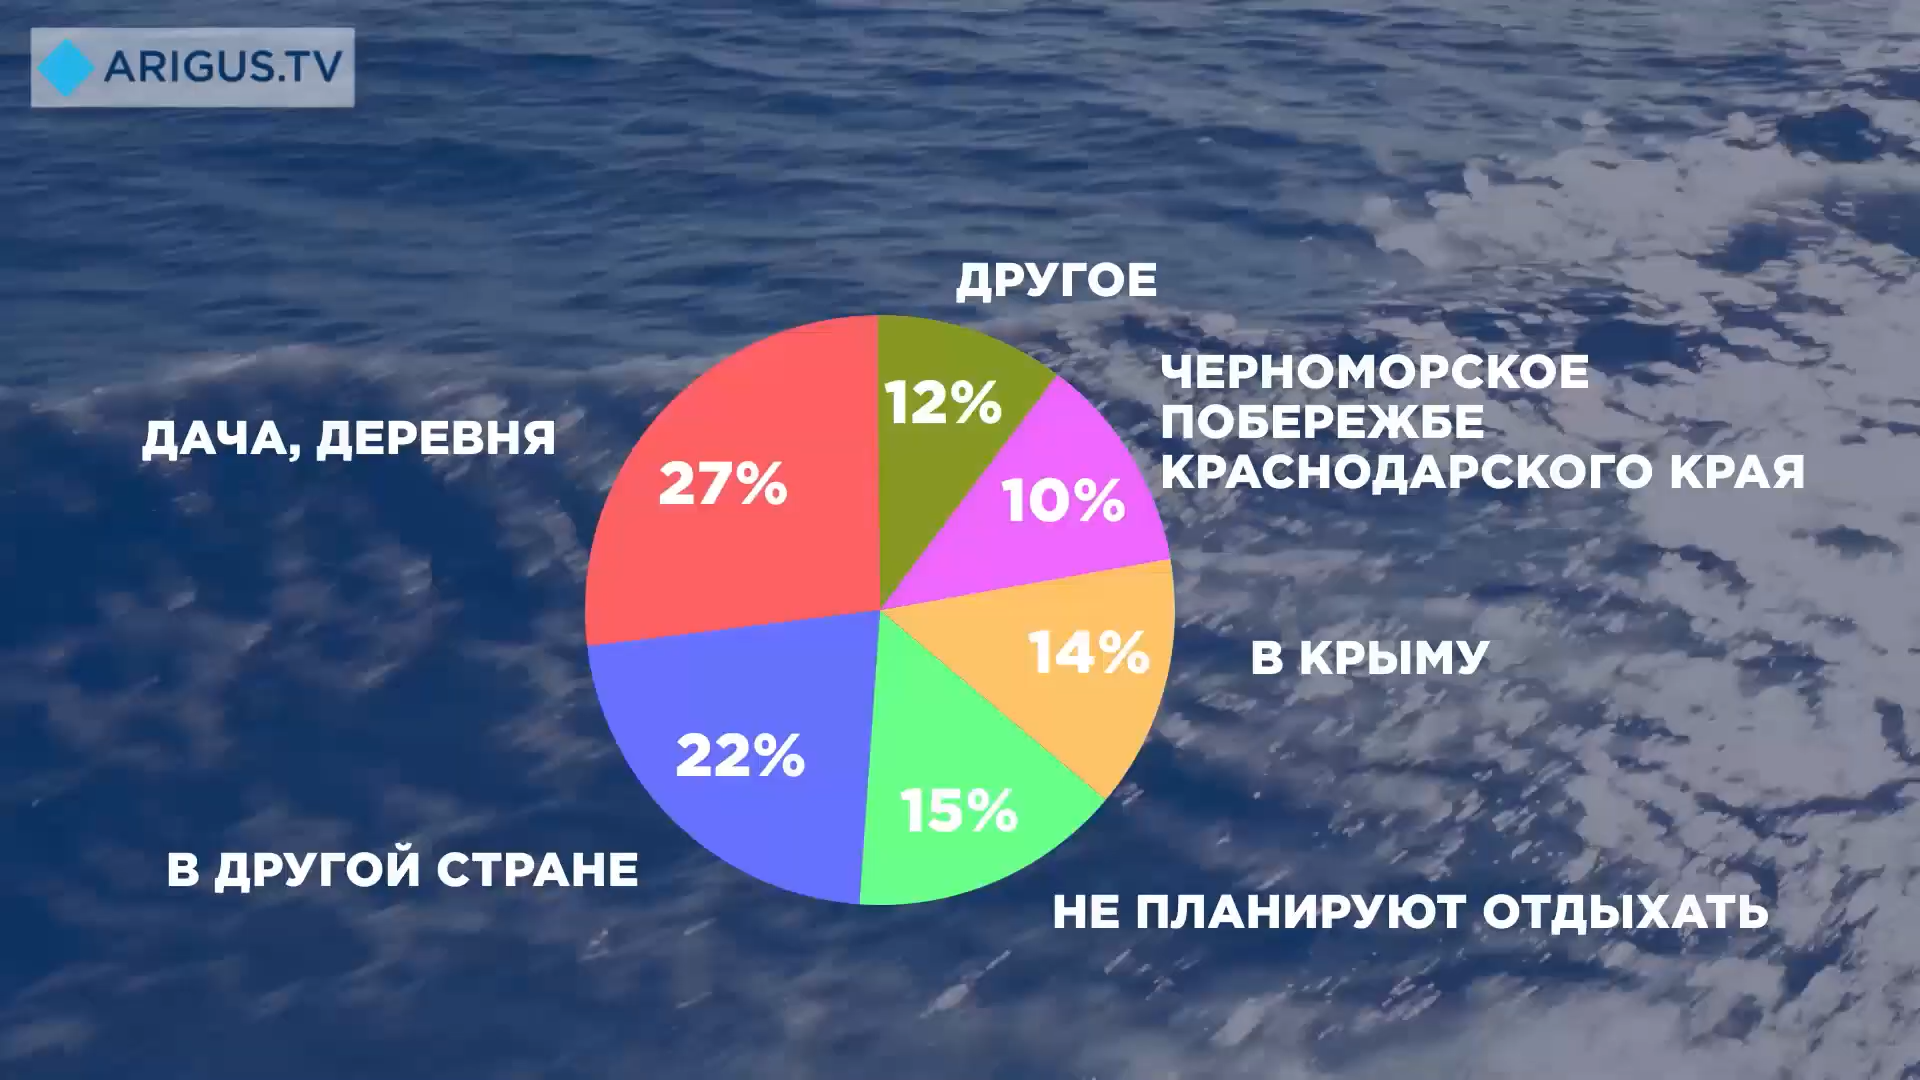 ARIGUS.TV
ДРУГОЕ
12%
ЧЕРНОМОРСКОЕ
ПОБЕРЕЖБЕ
КРАСНОДАРСКОГО КРАЯ
10%
ДАЧА, ДЕРЕВНЯ
27%
14%
В КРЫМУ
22%
15%
В ДРУГОЙ СТРАНЕ
НЕ ПЛАНИРУЮТ ОТДЫХАТЬ